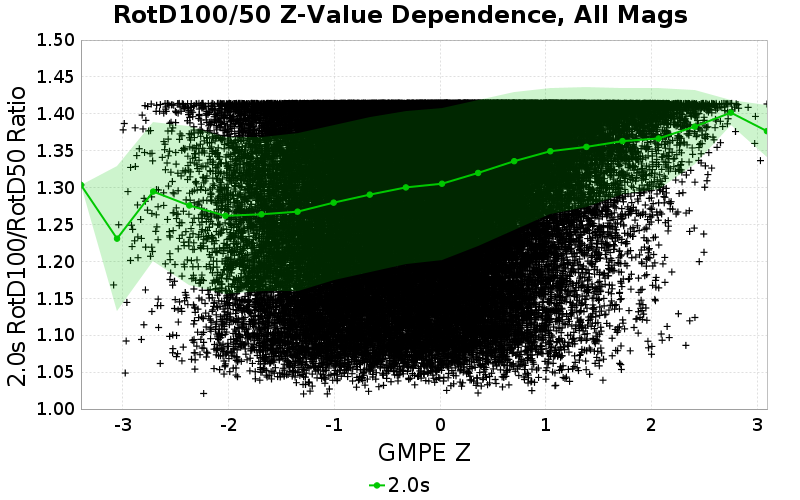 RotD100/50 Z-Value Dependence, All Mags
2.0s RotD100/RotD50 Ratio
1.50
1.45
1.40
1.35
1.30
1.25
1.20
1.15
1.10
1.05
1.00
-3 -2 -1 0 1 2 3
GMPE Z
2.0s